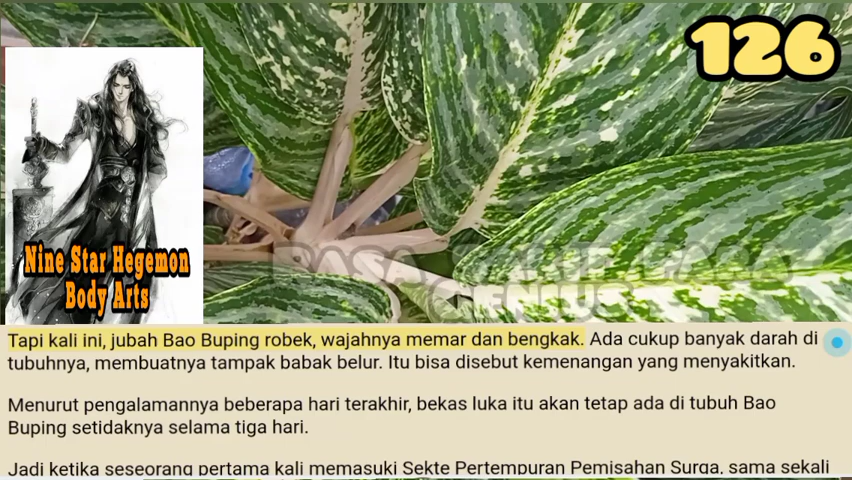 126
Nine Star Hegemon
Body Arts
Tapi kali ini, jubah Bao Buping robek, wajahnya memar dan bengkak. Ada cukup banyak darah di
tubuhnya, membuatnya tampak babak belur. Itu bisa disebut kemenangan yang menyakitkan.
Menurut pengalamannya beberapa hari terakhir, bekas luka itu akan tetap ada di tubuh Bao
Buping setidaknya selama tiga hari.
Jadi ketika seseorang pertama kali memasuki Sekte Pertempuran Pemisahan Surga, sama sekali